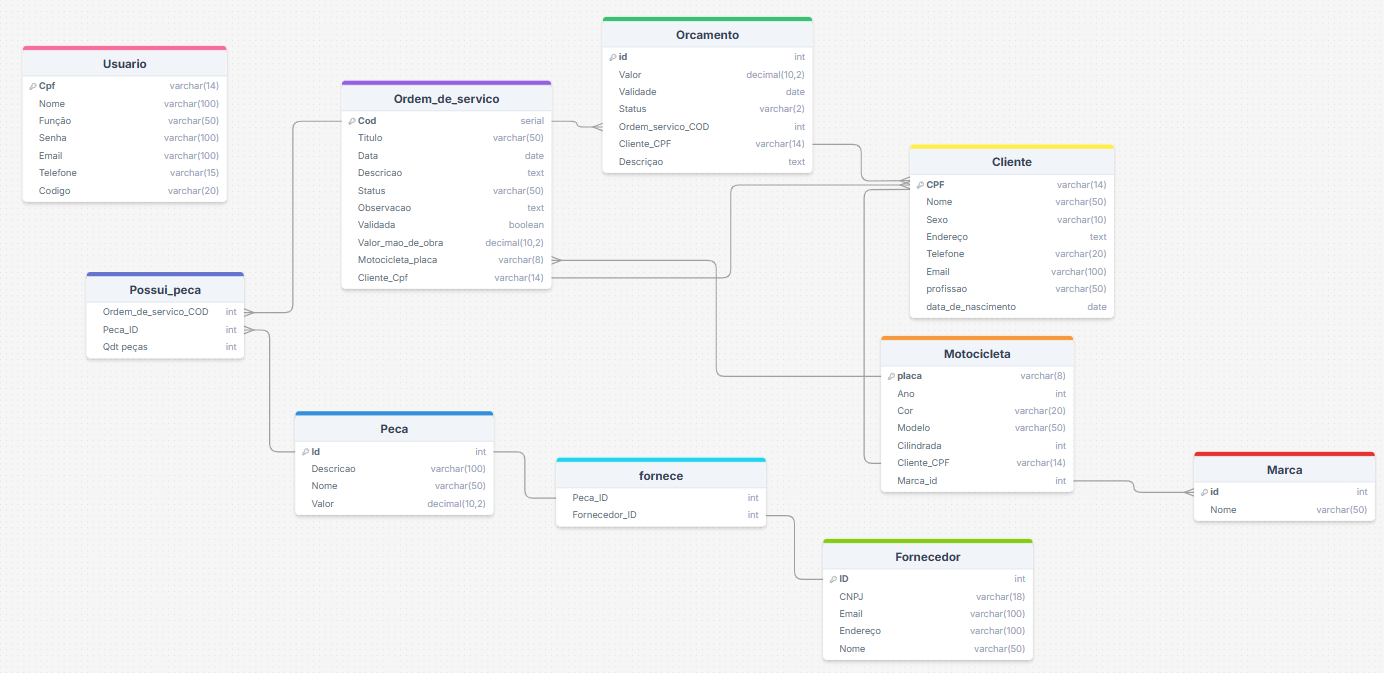 Usuario
Cpf varchar(14)
Nome varchar(100)
Função varchar(50)
Senha varchar(100)
Email varchar(100)
Telefone varchar(15)
Codigo varchar(20)
Ordem_de_servico
Cod serial
Titulo varchar(50)
Data date
Descricao text
Status varchar(50)
Observacao text
Validada boolean
Valor_mao_de_obra decimal(10,2)
Motocicleta_placa varchar(8)
Cliente_Cpf varchar(14)
Orcamento
id int
Valor decimal(10,2)
Validade date
Status varchar(2)
Ordem_servico_COD int
Cliente_CPF varchar(14)
Descriçao text
Cliente
CPF varchar(14)
Nome varchar(50)
Sexo varchar(10)
Endereço text
Telefone varchar(20)
Email varchar(100)
profissao varchar(50)
data_de_nascimento date
Possui_peca
Ordem_de_servico_COD int
Peca_ID int
Qdt peças int
Motocicleta
placa varchar(8)
Ano int
Cor varchar(20)
Modelo varchar(50)
Cilindrada int
Cliente_CPF varchar(14)
Marca_id int
Peca
Id int
Descricao varchar(100)
Nome varchar(50)
Valor decimal(10,2)
fornece
Peca_ID int
Fornecedor_ID int
Marca
id int
Nome varchar(50)
Fornecedor
ID int
CNPJ varchar(18)
Email varchar(100)
Endereço varchar(100)
Nome varchar(50)